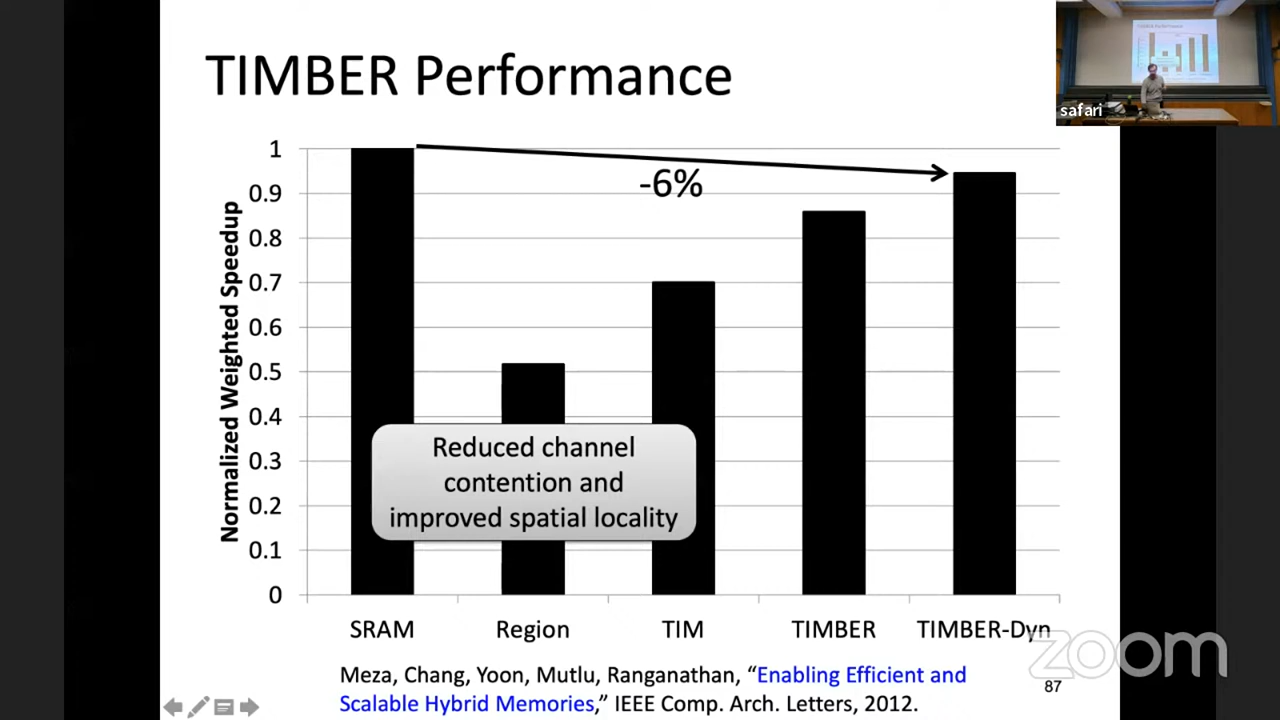 TIMBER Performance
safari
Normalized Weighted Speedup
1
0.9
0.8
0.7
0.6
0.5
0.4
0.3
0.2
0.1
0
-6%
Reduced channel
contention and
improved spatial locality
SRAM
Region
TIM
TIMBER
TIMBER-Dyn
Meza, Chang, Yoon, Mutlu, Ranganathan, “Enabling Efficient and
Scalable Hybrid Memories,” IEEE Comp. Arch. Letters, 2012.
87
zoom